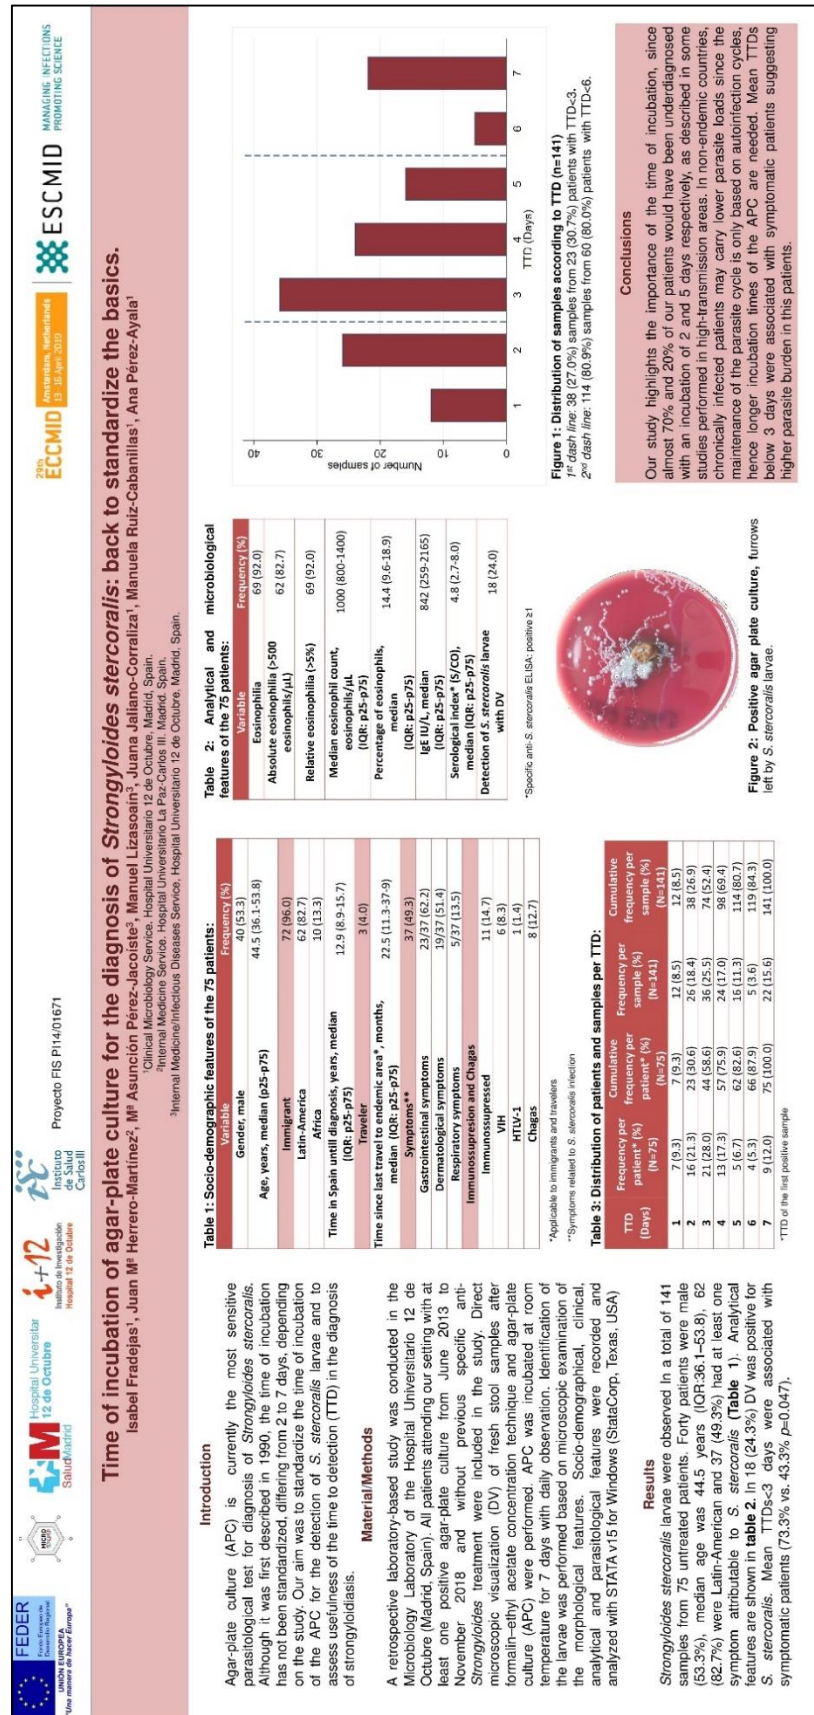 FEDER
Fondo Europeo de
Desarrollo Regional
UNIÓN EUROPEA
"Una manera de hacer Europa"
MICRO
Hospital Universitar
12 de Octubre
SaludMadrid
i+12
Instituto de Investigación
Hospital 12 de Octubre
Instituto
de Salud
Carlos III
Proyecto FIS PI14/01671
29th
ECCMID
Amsterdam, Netherlands
13 - 16 April 2019
ESCMID
MANAGING INFECTIONS
PROMOTING SCIENCE
Time of incubation of agar-plate culture for the diagnosis of Strongyloides stercoralis: back to standardize the basics.
Isabel Fradejas¹, Juan Mª Herrero-Martínez², Mª Asunción Pérez-Jacoiste³, Manuel Lizasoain³, Juana Jaliano-Corraliza¹, Manuela Ruiz-Cabanillas¹, Ana Pérez-Ayala¹
¹Clinical Microbiology Service. Hospital Universitario 12 de Octubre. Madrid, Spain.
²Internal Medicine Service. Hospital Universitario La Paz-Carlos III. Madrid, Spain.
³Internal Medicine/Infectious Diseases Service. Hospital Universitario 12 de Octubre. Madrid, Spain.
Introduction
Agar-plate culture (APC) is currently the most sensitive
parasitological test for diagnosis of Strongyloides stercoralis.
Although it was first described in 1990, the time of incubation
has not been standardized, differing from 2 to 7 days, depending
on the study. Our aim was to standardize the time of incubation
of the APC for the detection of S. stercoralis larvae and to
assess usefulness of the time to detection (TTD) in the diagnosis
of strongyloidiasis.
Material/Methods
A retrospective laboratory-based study was conducted in the
Microbiology Laboratory of the Hospital Universitario 12 de
Octubre (Madrid, Spain). All patients attending our setting with at
least one positive agar-plate culture from June 2013 to
November 2018 and without previous specific anti-
Strongyloides treatment were included in the study. Direct
microscopic visualization (DV) of fresh stool samples after
formalin–ethyl acetate concentration technique and agar-plate
culture (APC) were performed. APC was incubated at room
temperature for 7 days with daily observation. Identification of
the larvae was performed based on microscopic examination of
the morphological features. Socio-demographical, clinical,
analytical and parasitological features were recorded and
analyzed with STATA v15 for Windows (StataCorp, Texas, USA)
Results
Strongyloides stercoralis larvae were observed In a total of 141
samples from 75 untreated patients. Forty patients were male
(53.3%), median age was 44.5 years (IQR:36.1–53.8), 62
(82.7%) were Latin-American and 37 (49.3%) had at least one
symptom attributable to S. stercoralis (Table 1). Analytical
features are shown in table 2. In 18 (24.3%) DV was positive for
S. stercoralis. Mean TTDs<3 days were associated with
symptomatic patients (73.3% vs. 43.3% p=0.047).
Table 1: Socio-demographic features of the 75 patients:
Variable Frequency (%)
Gender, male 40 (53.3)
Age, years, median (p25-p75) 44.5 (36.1-53.8)
Immigrant 72 (96.0)
Latin-America 62 (82.7)
Africa 10 (13.3)
Time in Spain untill diagnosis, years, median
(IQR: p25-p75) 12.9 (8.9-15.7)
Traveler 3 (4.0)
Time since last travel to endemic area*, months,
median (IQR: p25-p75) 22.5 (11.3-37-9)
Symptoms** 37 (49.3)
Gastrointestinal symptoms 23/37 (62.2)
Dermatological symptoms 19/37 (51.4)
Respiratory symptoms 5/37 (13.5)
Immunossupresion and Chagas
Immunossupressed 11 (14.7)
VIH 6 (8.3)
HTLV-1 1 (1.4)
Chagas 8 (12.7)
*Applicable to immigrants and travelers
**Symptoms related to S. stercoralis infection
Table 3: Distribution of patients and samples per TTD:
TTD (Days) Frequency per patient* (%) (N=75) Cumulative frequency per patient* (%) (N=75) Frequency per sample (%) (N=141) Cumulative frequency per sample (%) (N=141)
1 7 (9.3) 7 (9.3) 12 (8.5) 12 (8.5)
2 16 (21.3) 23 (30.6) 26 (18.4) 38 (26.9)
3 21 (28.0) 44 (58.6) 36 (25.5) 74 (52.4)
4 13 (17.3) 57 (75.9) 24 (17.0) 98 (69.4)
5 5 (6.7) 62 (82.6) 16 (11.3) 114 (80.7)
6 4 (5.3) 66 (87.9) 5 (3.6) 119 (84.3)
7 9 (12.0) 75 (100.0) 22 (15.6) 141 (100.0)
*TTD of the first positive sample
Table 2: Analytical and microbiological
features of the 75 patients:
Variable Frequency (%)
Eosinophilia 69 (92.0)
Absolute eosinophilia (>500
eosinophils/µL) 62 (82.7)
Relative eosinophilia (>5%) 69 (92.0)
Median eosinophil count,
eosinophils/µL
(IQR: p25-p75) 1000 (800-1400)
Percentage of eosinophils,
median
(IQR: p25-p75) 14.4 (9.6-18.9)
IgE IU/L, median
(IQR: p25-p75) 842 (259-2165)
Serological index* (S/CO),
median (IQR: p25-p75) 4.8 (2.7-8.0)
Detection of S. stercoralis larvae
with DV 18 (24.0)
*Specific anti-S. stercoralis ELISA: positive ≥1
Figure 2: Positive agar plate culture, furrows
left by S. stercoralis larvae.
Number of samples
40
30
20
10
0
1 2 3 4 5 6 7
TTD (Days)
Figure 1: Distribution of samples according to TTD (n=141)
1st dash line: 38 (27.0%) samples from 23 (30.7%) patients with TTD<3.
2nd dash line: 114 (80.9%) samples from 60 (80.0%) patients with TTD<6.
Conclusions
Our study highlights the importance of the time of incubation, since
almost 70% and 20% of our patients would have been underdiagnosed
with an incubation of 2 and 5 days respectively, as described in some
studies performed in high-transmission areas. In non-endemic countries,
chronically infected patients may carry lower parasite loads since the
maintenance of the parasite cycle is only based on autoinfection cycles,
hence longer incubation times of the APC are needed. Mean TTDs
below 3 days were associated with symptomatic patients suggesting
higher parasite burden in this patients.